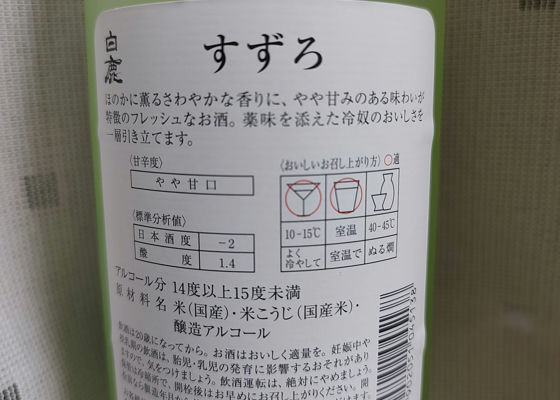 白鹿
すずろ
ほのかに薫るさわやかな香りに、やや甘みのある味わいが
特徴のフレッシュなお酒。薬味を添えた冷奴のおいしさを
一層引き立てます。
〈甘辛度〉
やや甘口
〈標準分析値〉
日本酒度 −2
酸度 1.4
〈おいしいお召し上がり方〉○適
10-15℃ 室温 40-45℃
よく冷やして 室温で ぬる燗
アルコール分 14度以上15度未満
原材料名 米(国産)・米こうじ(国産米)・
醸造アルコール
飲酒は20歳になってから。お酒はおいしく適量を。妊娠中や
授乳期の飲酒は、胎児・乳児の発育に影響するおそれがあり
ますので、気をつけましょう。飲酒運転は、絶対にやめましょう。
開栓後はお早めにお召し上がりください。